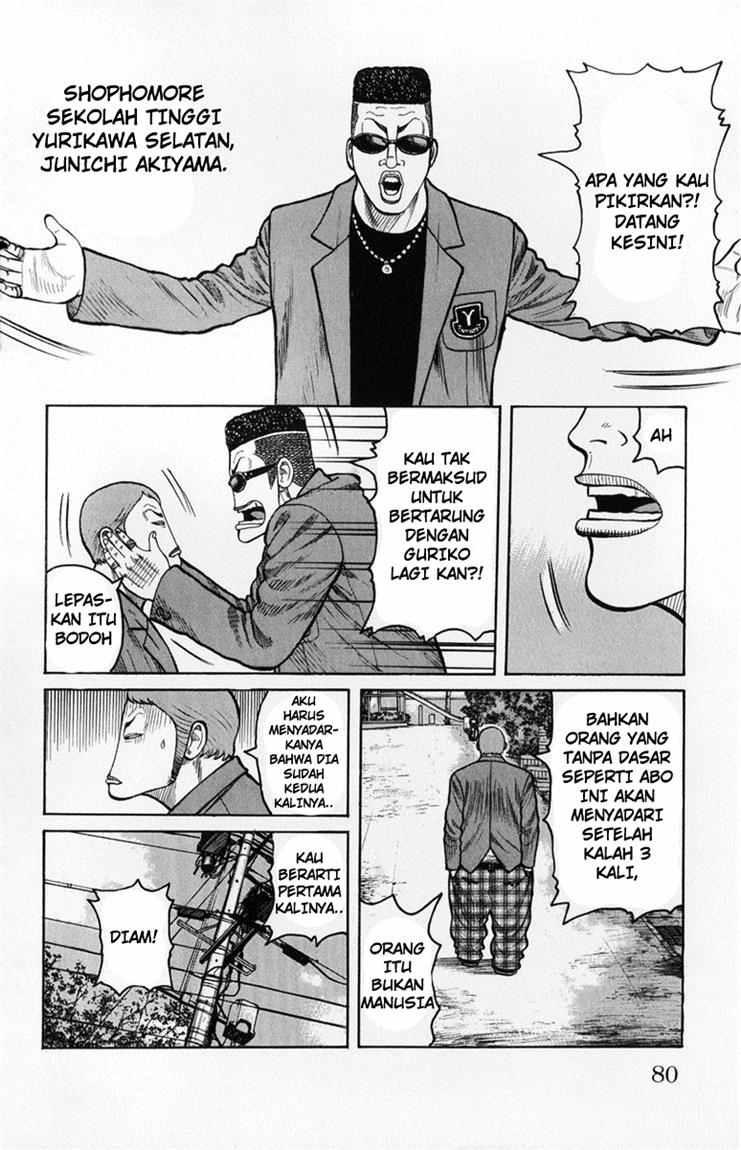 SHOPHOMORE
SEKOLAH TINGGI
YURIKAWA SELATAN,
JUNICHI AKIYAMA.
APA YANG KAU
PIKIRKAN?!
DATANG
KESINI!
AH
KAU TAK
BERMAKSUD
UNTUK
BERTARUNG
DENGAN
GURIKO
LAGI KAN?!
LEPAS-
KAN ITU
BODOH
BAHKAN
ORANG YANG
TANPA DASAR
SEPERTI ABO
INI AKAN
MENYADARI
SETELAH
KALAH 3
KALI,
ORANG
ITU
BUKAN
MANUSIA
AKU
HARUS
MENYADAR-
KANYA
BAHWA DIA
SUDAH
KEDUA
KALINYA..
KAU
BERARTI
PERTAMA
KALINYA..
DIAM!
Y
80